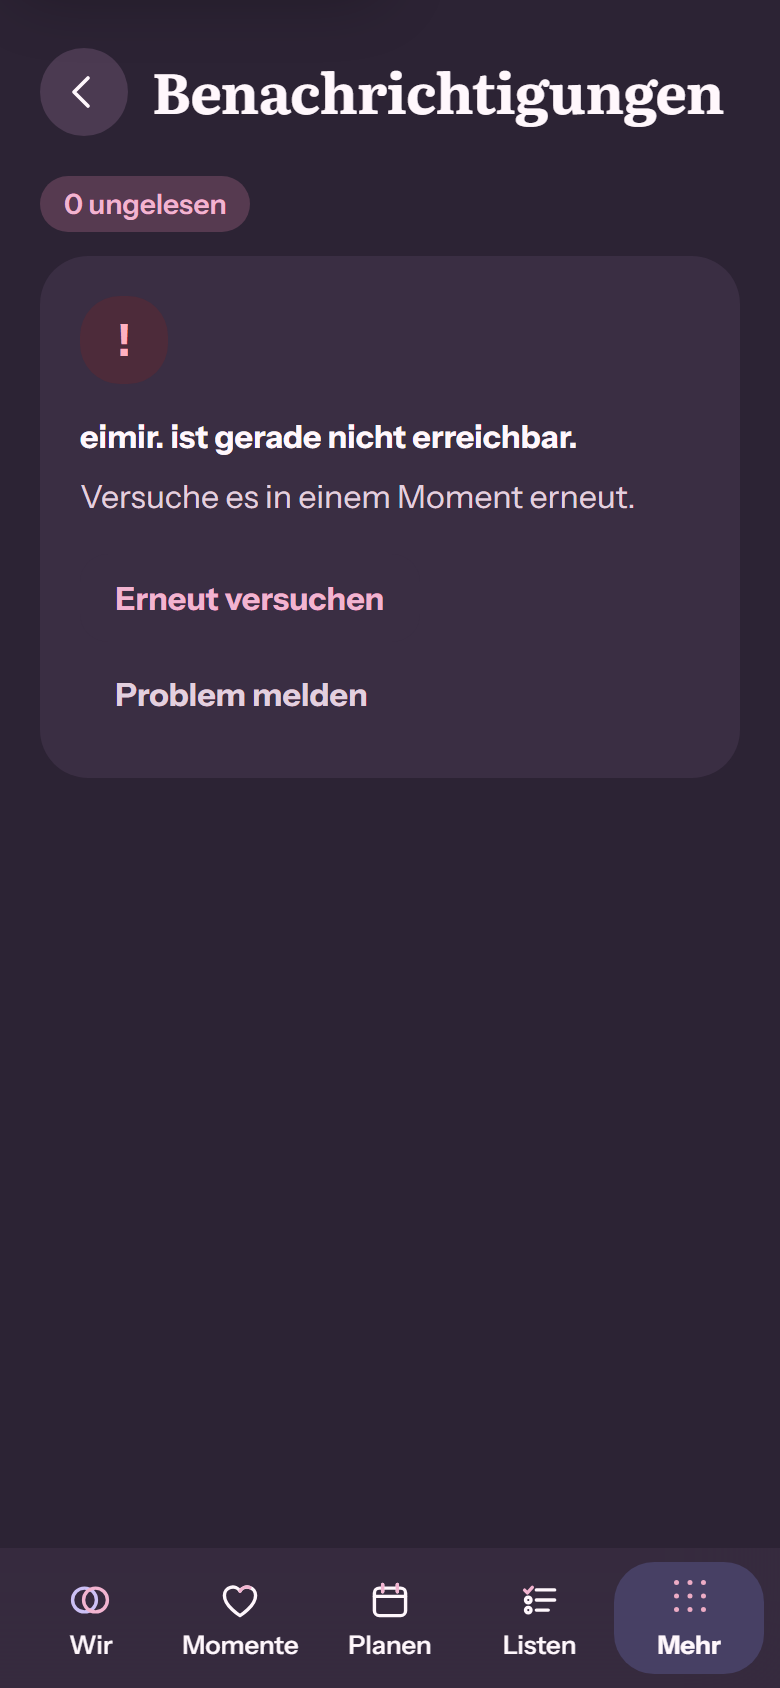 Benachrichtigungen
0 ungelesen
!
eimir. ist gerade nicht erreichbar.
Versuche es in einem Moment erneut.
Erneut versuchen
Problem melden
Wir
Momente
Planen
Listen
Mehr